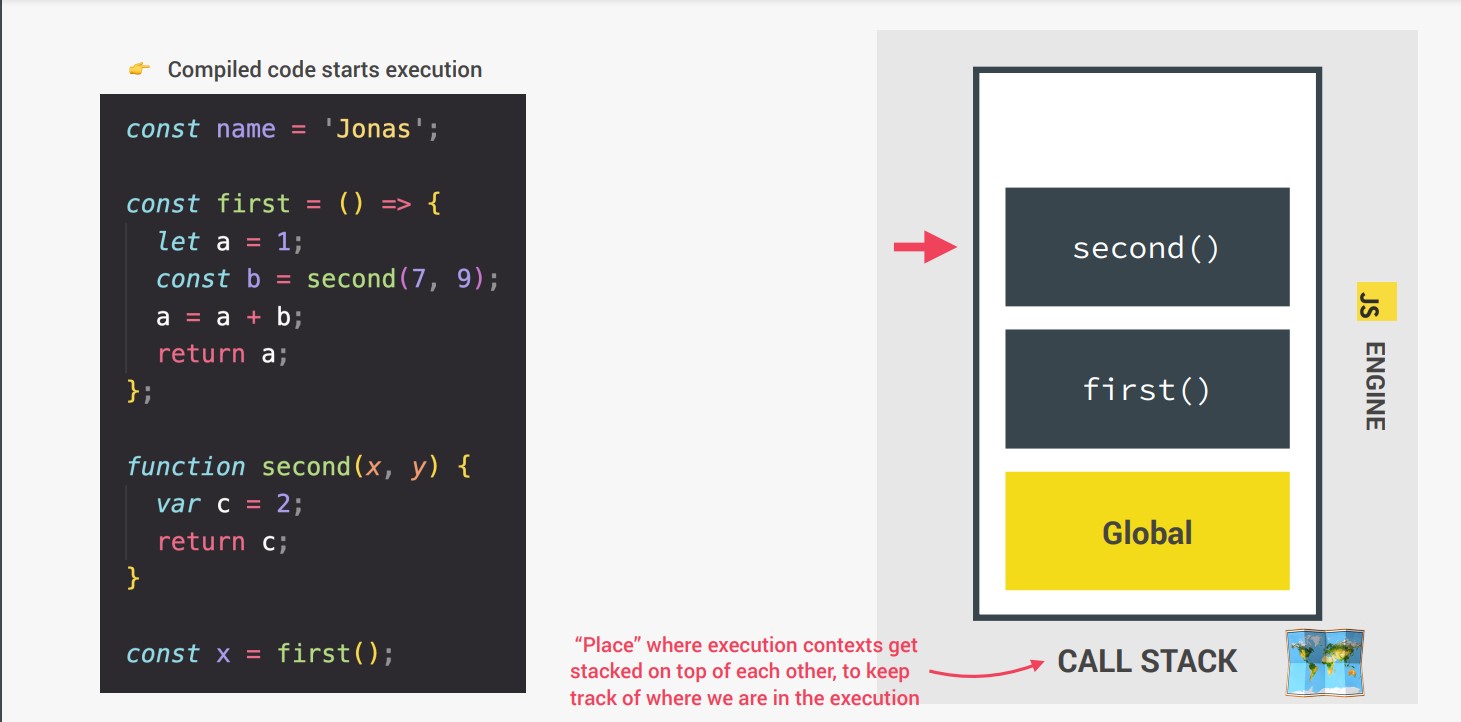 👉 Compiled code starts execution
const name = 'Jonas';
const first = () => {
let a = 1;
const b = second(7, 9);
a = a + b;
return a;
};
function second(x, y) {
var c = 2;
return c;
}
const x = first();
second()
first()
Global
JS ENGINE
“Place” where execution contexts get
stacked on top of each other, to keep
track of where we are in the execution
CALL STACK